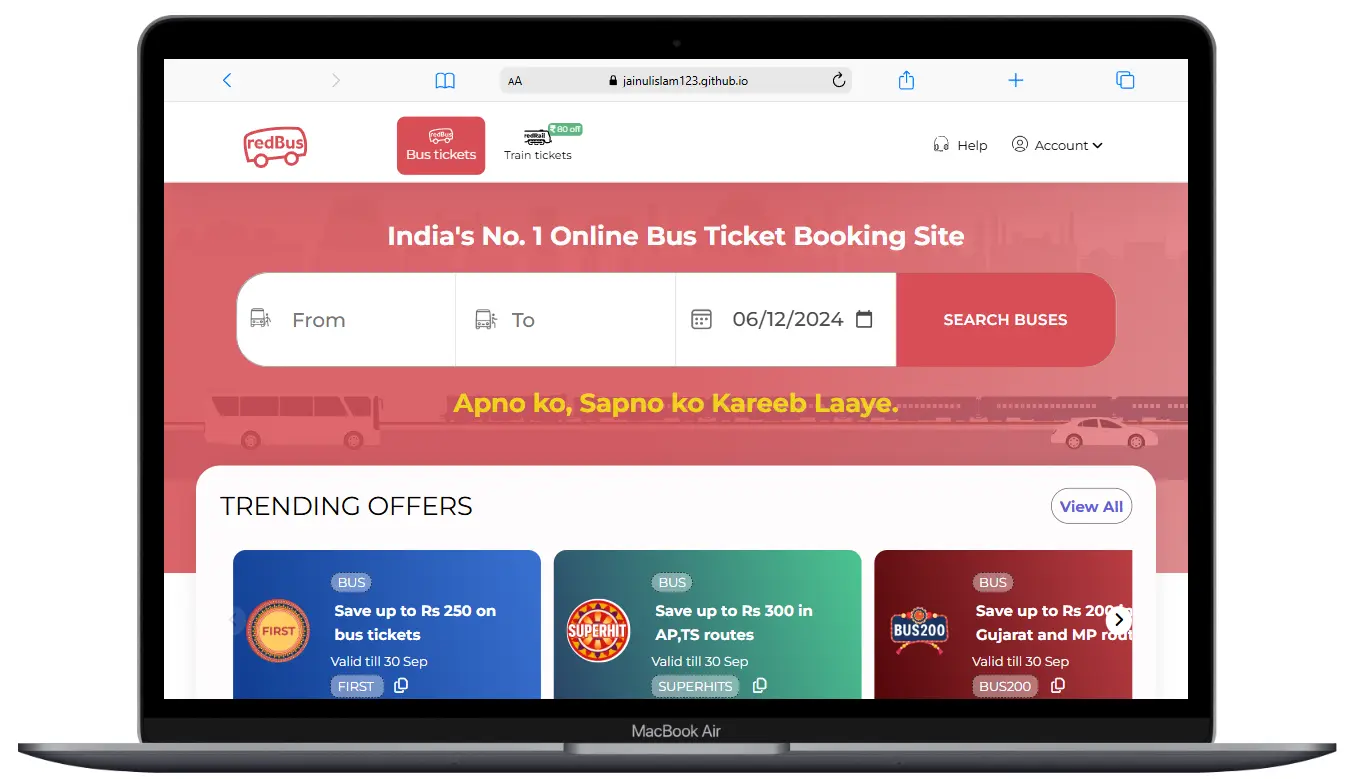 AA
jainulislam123.github.io
redBus
redBus
Bus tickets
redRail
₹80 off
Train tickets
Help
Account
India's No. 1 Online Bus Ticket Booking Site
From
To
06/12/2024
SEARCH BUSES
Apno ko, Sapno ko Kareeb Laaye.
TRENDING OFFERS
View All
BUS
Save up to Rs 250 on
bus tickets
FIRST
Valid till 30 Sep
FIRST
BUS
Save up to Rs 300 in
AP,TS routes
SUPERHIT
Valid till 30 Sep
SUPERHITS
BUS
Save up to Rs 200 in
Gujarat and MP rout
BUS200
Valid till 30 Sep
BUS200
MacBook Air